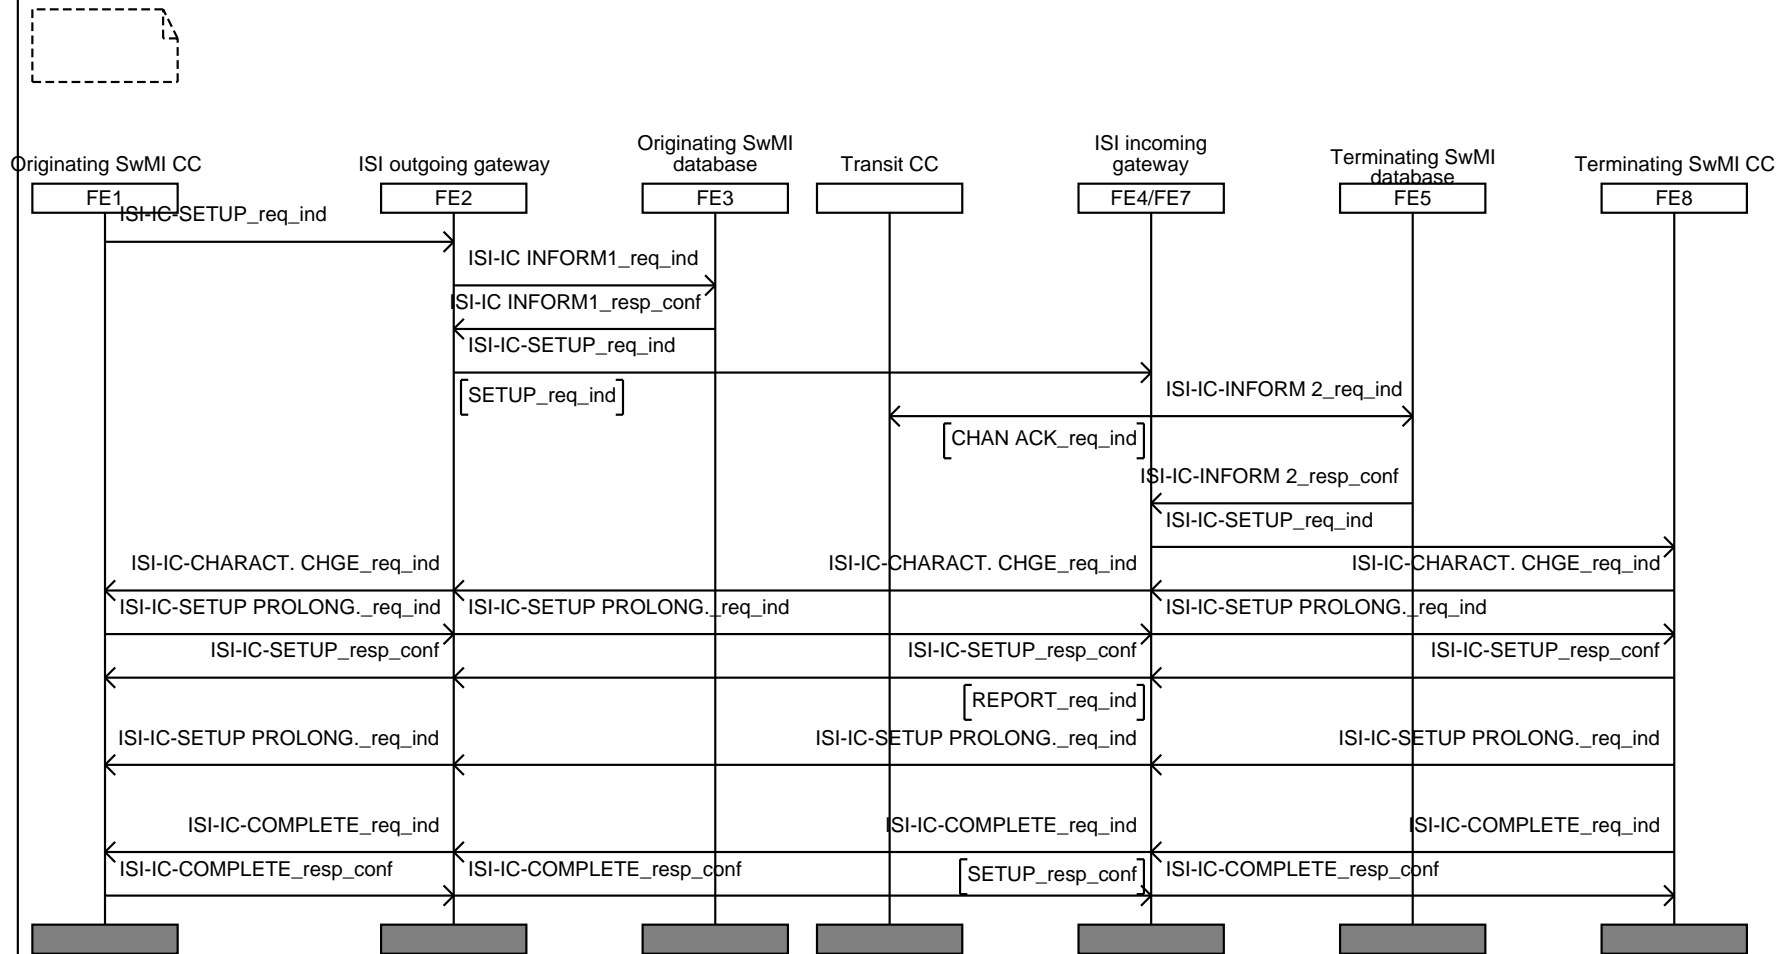 Originating SwMI CC
ISI outgoing gateway
Originating SwMI
database
Transit CC
ISI incoming
gateway
Terminating SwMI
database
Terminating SwMI CC
FE1
FE2
FE3
FE4/FE7
FE5
FE8
ISI-IC-SETUP_req_ind
ISI-IC INFORM1_req_ind
ISI-IC INFORM1_resp_conf
ISI-IC-SETUP_req_ind
SETUP_req_ind
ISI-IC-INFORM 2_req_ind
CHAN ACK_req_ind
ISI-IC-INFORM 2_resp_conf
ISI-IC-SETUP_req_ind
ISI-IC-CHARACT. CHGE_req_ind
ISI-IC-CHARACT. CHGE_req_ind
ISI-IC-CHARACT. CHGE_req_ind
ISI-IC-SETUP PROLONG._req_ind
ISI-IC-SETUP PROLONG._req_ind
ISI-IC-SETUP PROLONG._req_ind
ISI-IC-SETUP_resp_conf
ISI-IC-SETUP_resp_conf
ISI-IC-SETUP_resp_conf
REPORT_req_ind
ISI-IC-SETUP PROLONG._req_ind
ISI-IC-SETUP PROLONG._req_ind
ISI-IC-SETUP PROLONG._req_ind
ISI-IC-COMPLETE_req_ind
ISI-IC-COMPLETE_req_ind
ISI-IC-COMPLETE_req_ind
ISI-IC-COMPLETE_resp_conf
ISI-IC-COMPLETE_resp_conf
SETUP_resp_conf
ISI-IC-COMPLETE_resp_conf